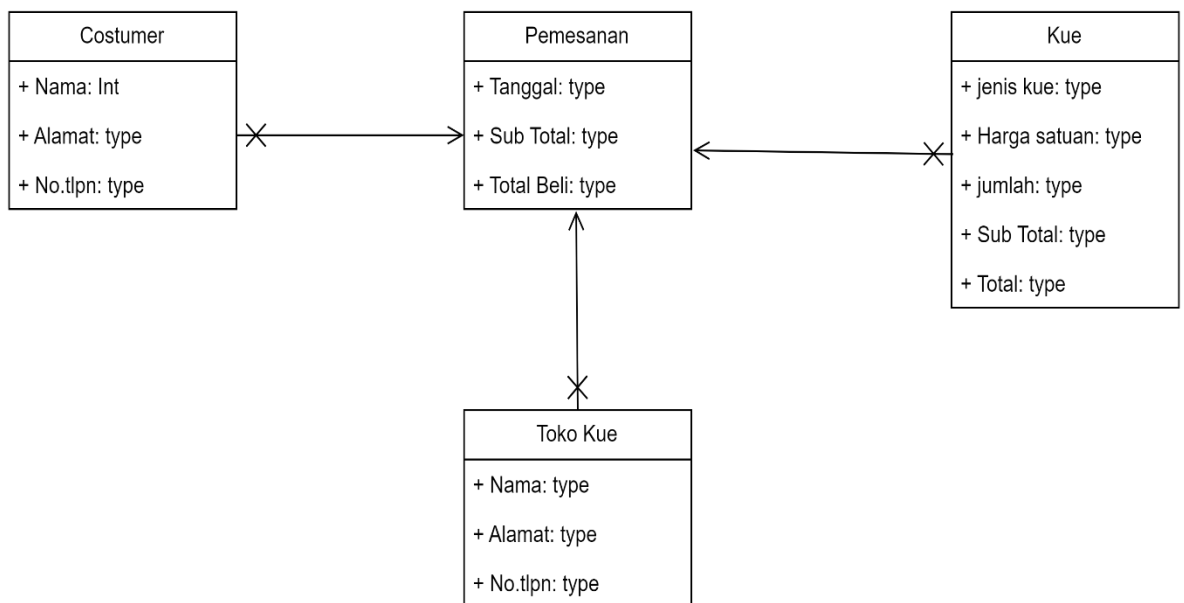 Costumer
+ Nama: Int
+ Alamat: type
+ No.tlpn: type
Pemesanan
+ Tanggal: type
+ Sub Total: type
+ Total Beli: type
Kue
+ jenis kue: type
+ Harga satuan: type
+ jumlah: type
+ Sub Total: type
+ Total: type
Toko Kue
+ Nama: type
+ Alamat: type
+ No.tlpn: type